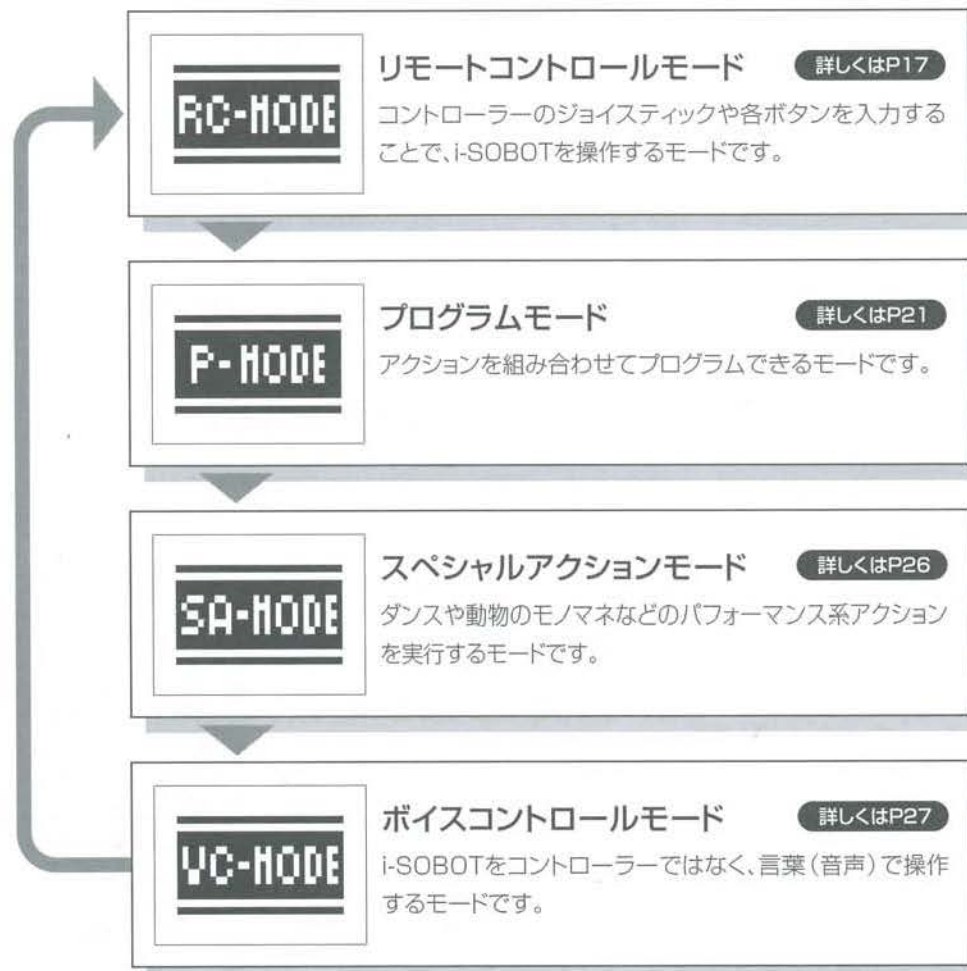 RC-MODE
リモートコントロールモード 詳しくはP17
コントローラーのジョイスティックや各ボタンを入力する
ことで、i-SOBOTを操作するモードです。
P-MODE
プログラムモード 詳しくはP21
アクションを組み合わせてプログラムできるモードです。
SA-MODE
スペシャルアクションモード 詳しくはP26
ダンスや動物のモノマネなどのパフォーマンス系アクション
を実行するモードです。
VC-MODE
ボイスコントロールモード 詳しくはP27
i-SOBOTをコントローラーではなく、言葉(音声)で操作
するモードです。